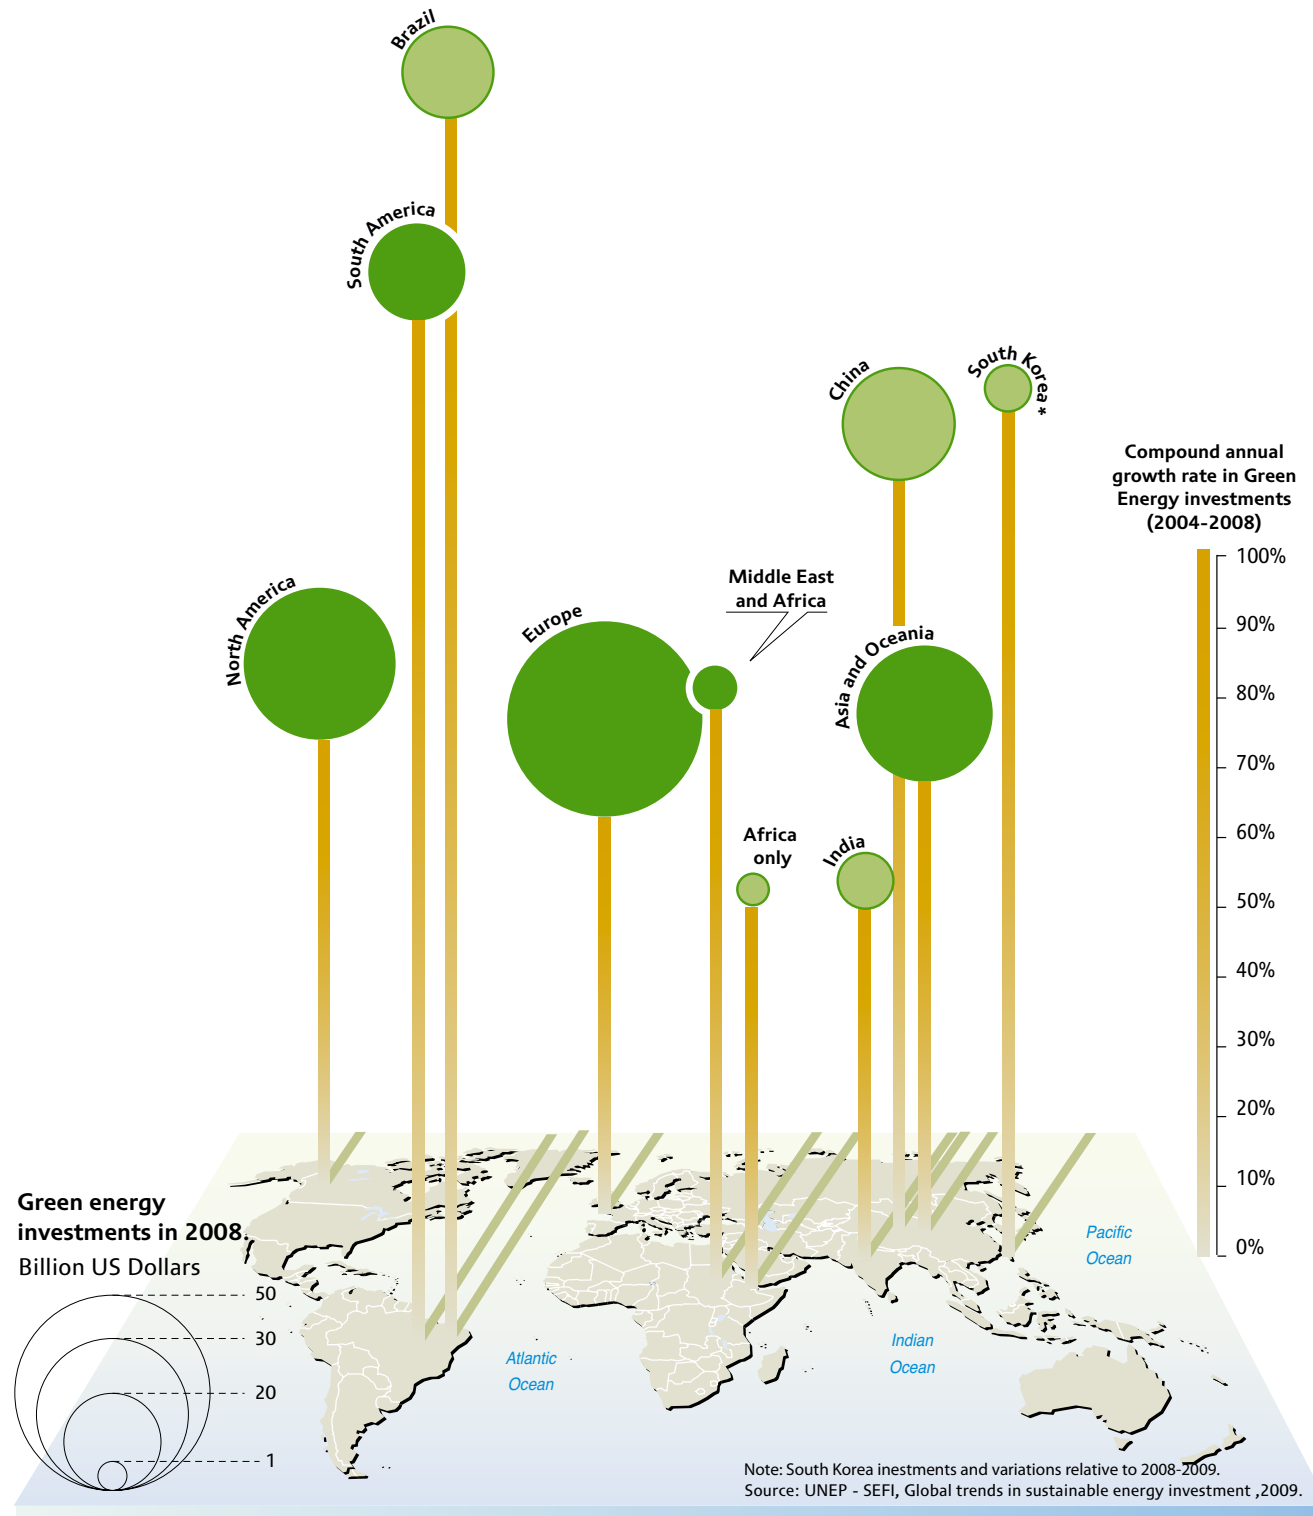 Brazil
South America
China
South Korea *
Compound annual
growth rate in Green
Energy investments
(2004-2008)
100%
90%
80%
70%
60%
50%
40%
30%
20%
10%
0%
North America
Europe
Middle East
and Africa
Asia and Oceania
Africa
only
India
Green energy
investments in 2008.
Billion US Dollars
50
30
20
1
Pacific
Ocean
Atlantic
Ocean
Indian
Ocean
Note: South Korea inestments and variations relative to 2008-2009.
Source: UNEP - SEFI, Global trends in sustainable energy investment ,2009.